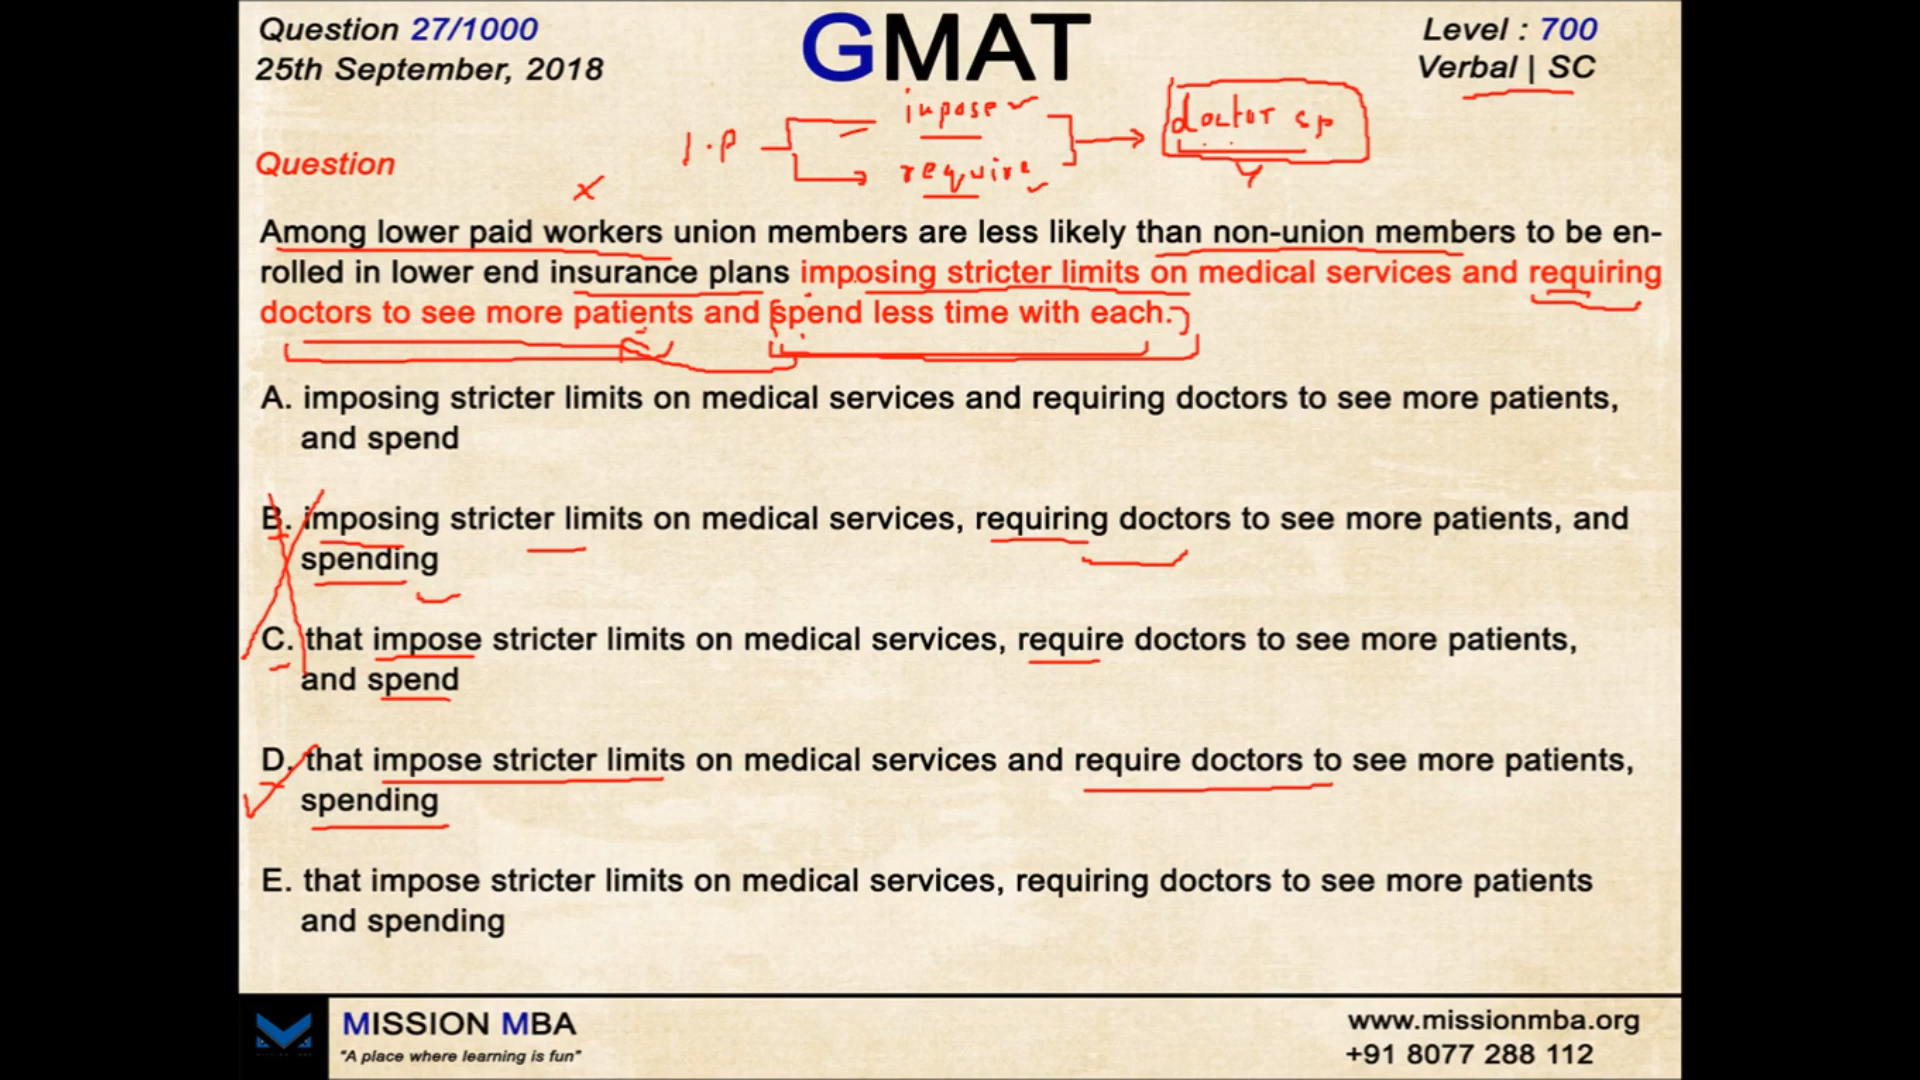 Question 27/1000
25th September, 2018
GMAT
Level : 700
Verbal | SC
impose
I.P
doctor sp
require
Question
Among lower paid workers union members are less likely than non-union members to be en-
rolled in lower end insurance plans imposing stricter limits on medical services and requiring
doctors to see more patients and spend less time with each.
A. imposing stricter limits on medical services and requiring doctors to see more patients,
and spend
B. imposing stricter limits on medical services, requiring doctors to see more patients, and
spending
C. that impose stricter limits on medical services, require doctors to see more patients,
and spend
D. that impose stricter limits on medical services and require doctors to see more patients,
spending
E. that impose stricter limits on medical services, requiring doctors to see more patients
and spending
MISSION MBA
"A place where learning is fun"
www.missionmba.org
+91 8077 288 112